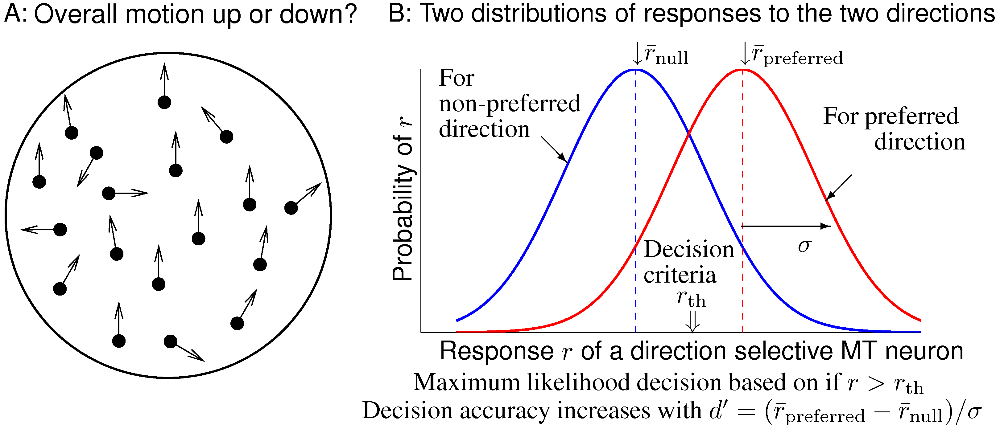 A: Overall motion up or down?
B: Two distributions of responses to the two directions
r̄null
r̄preferred
For
non-preferred
direction
For preferred
direction
Probability of r
σ
Decision
criteria
rth
Response r of a direction selective MT neuron
Maximum likelihood decision based on if r > rth
Decision accuracy increases with d′ = (r̄preferred − r̄null)/σ